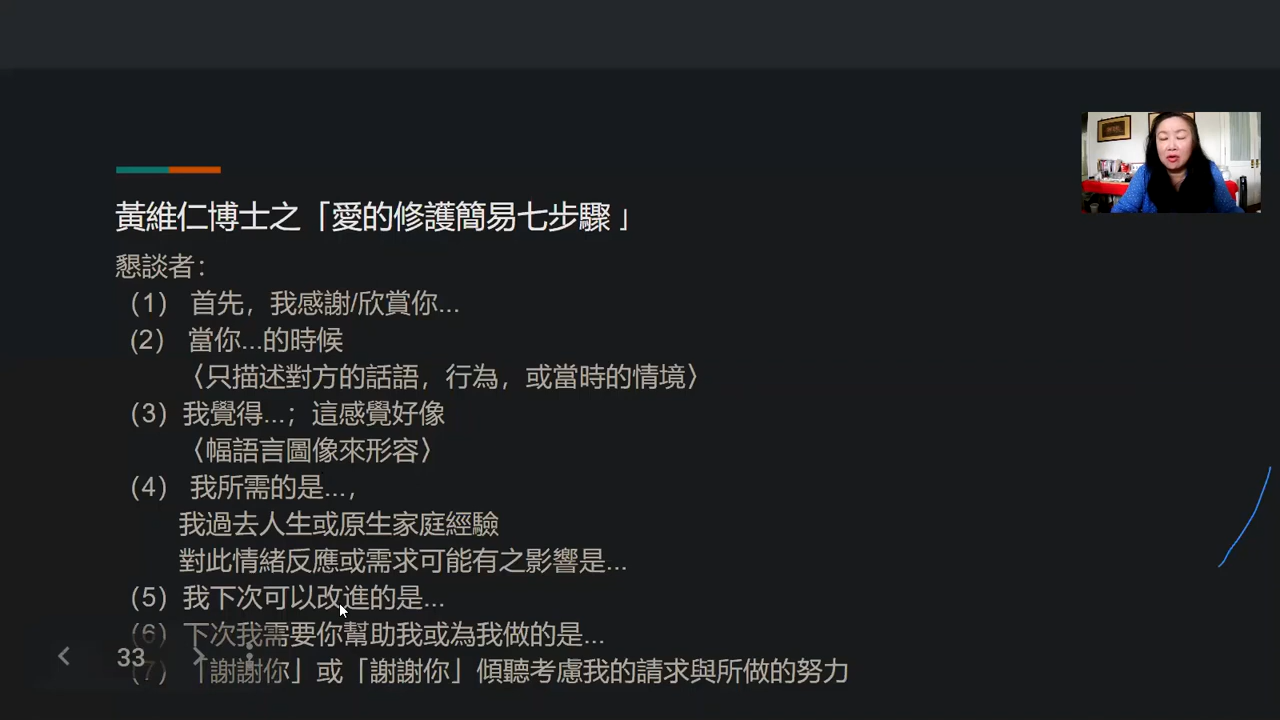 黃維仁博士之「愛的修護簡易七步驟 」
懇談者：
(1) 首先，我感謝/欣賞你...
(2) 當你...的時候
〈只描述對方的話語，行為，或當時的情境〉
(3) 我覺得...；這感覺好像
〈幅語言圖像來形容〉
(4) 我所需的是...，
我過去人生或原生家庭經驗
對此情緒反應或需求可能有之影響是...
(5) 我下次可以改進的是...
(6) 下次我需要你幫助我或為我做的是...
(7) 「謝謝你」或「謝謝你」傾聽考慮我的請求與所做的努力
33